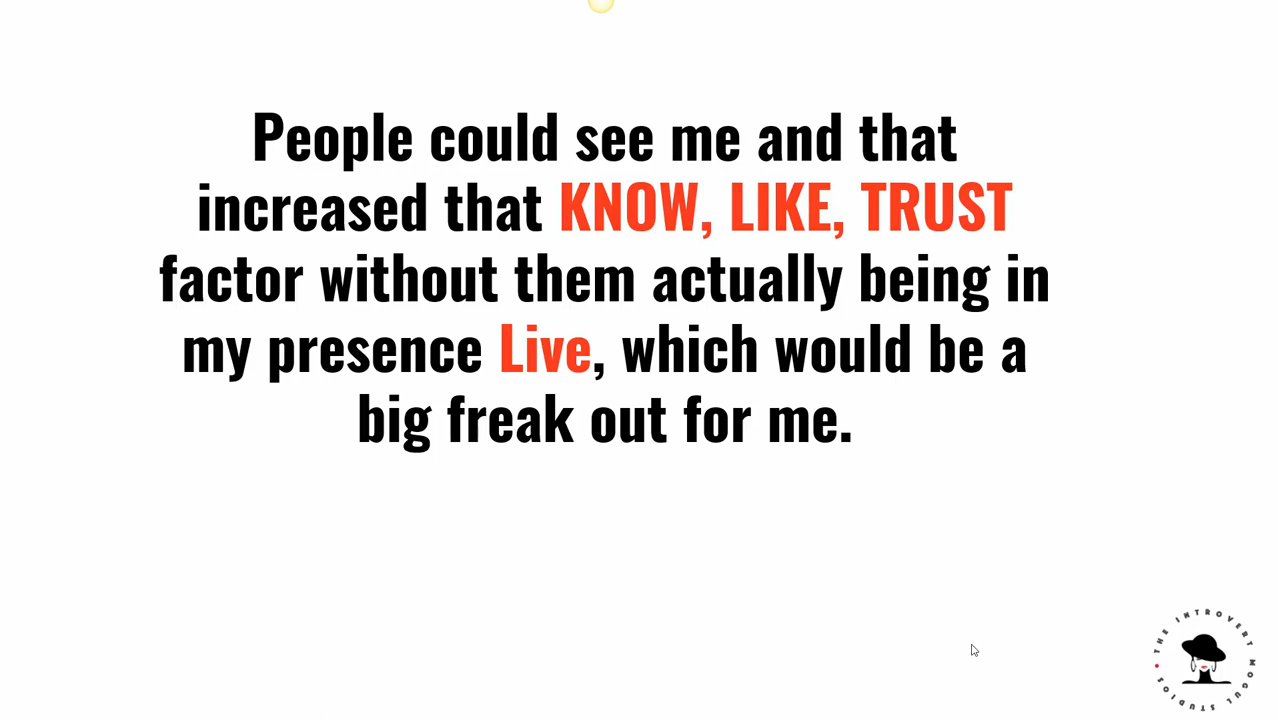 People could see me and that
increased that KNOW, LIKE, TRUST
factor without them actually being in
my presence Live, which would be a
big freak out for me.
THE INTROVERT MOGUL STUDIOS